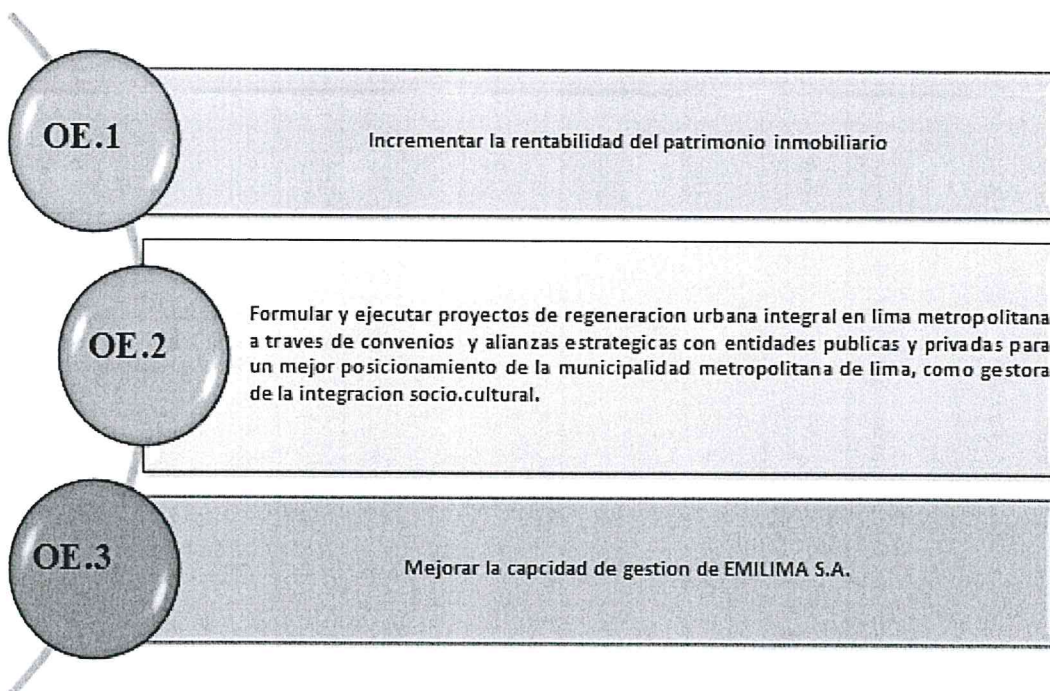 OE.1
Incrementar la rentabilidad del patrimonio inmobiliario
OE.2
Formular y ejecutar proyectos de regeneracion urbana integral en lima metropolitana
a traves de convenios y alianzas estrategicas con entidades publicas y privadas para
un mejor posicionamiento de la municipalidad metropolitana de lima, como gestora
de la integracion socio.cultural.
OE.3
Mejorar la capcidad de gestion de EMILIMA S.A.